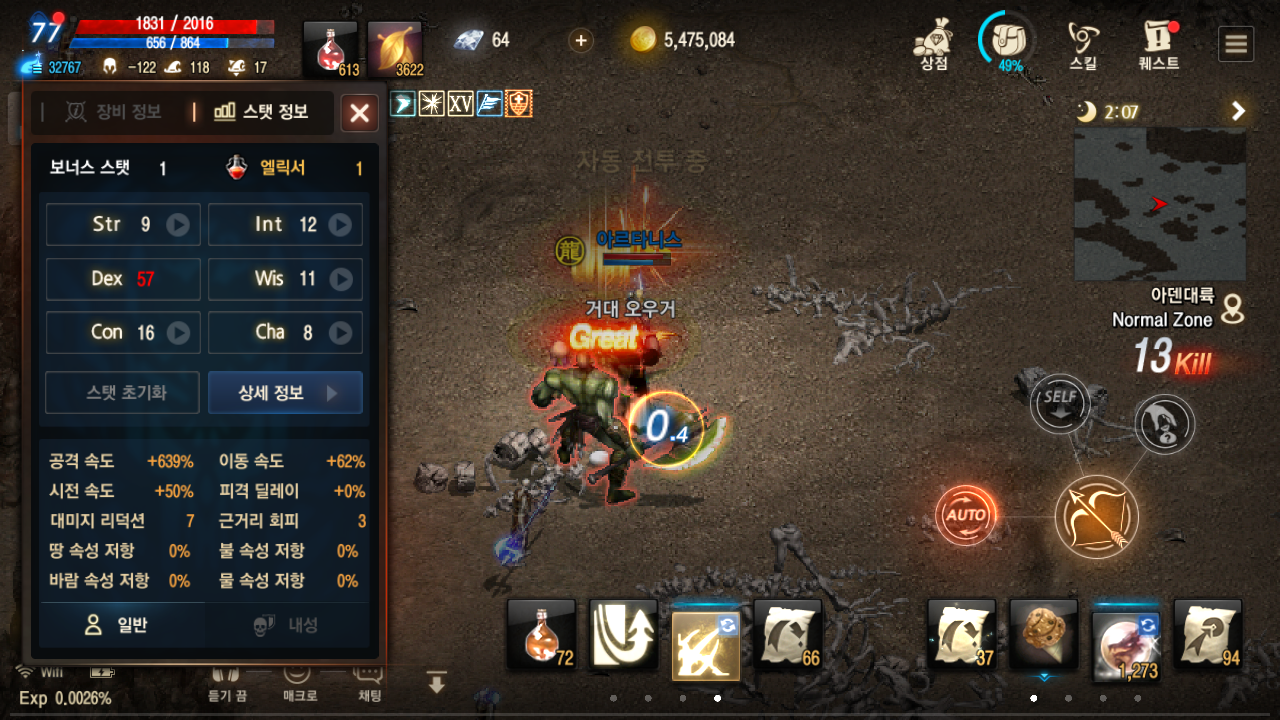 77
1831 / 2016
656 / 864
32767 -122 118 17
613
3622
64
5,475,084
상점
49%
스킬
퀘스트
장비 정보
스탯 정보
XV
2:07
보너스 스탯 1
엘릭서 1
Str 9
Int 12
Dex 57
Wis 11
Con 16
Cha 8
스탯 초기화
상세 정보
공격 속도 +639%
이동 속도 +62%
시전 속도 +50%
피격 딜레이 +0%
대미지 리덕션 7
근거리 회피 3
땅 속성 저항 0%
불 속성 저항 0%
바람 속성 저항 0%
물 속성 저항 0%
일반
내성
자동 전투 중
龍
아르타니스
거대 오우거
Great
0.4
아덴대륙
Normal Zone
13 Kill
SELF
AUTO
72
66
37
1,273
94
Wifi
Exp 0.0026%
듣기 끔
매크로
채팅